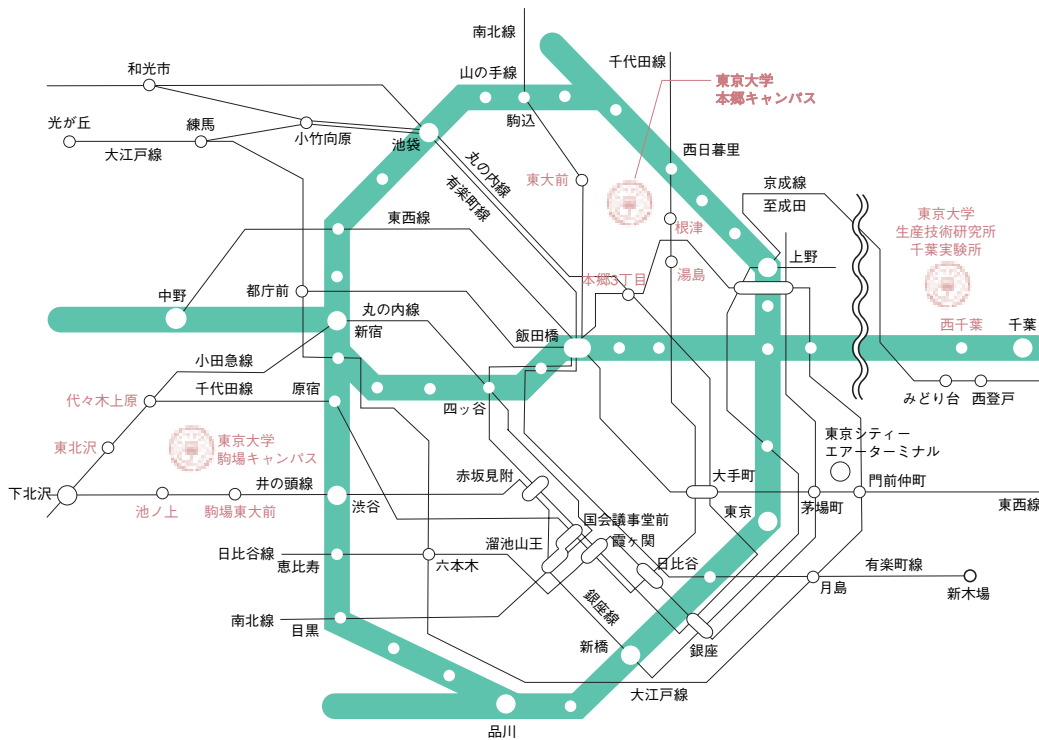 南北線
千代田線
山の手線
和光市
東京大学
本郷キャンパス
光が丘
練馬
小竹向原
駒込
池袋
大江戸線
丸の内線
有楽町線
西日暮里
東大前
京成線
至成田
東西線
根津
東京大学
生産技術研究所
千葉実験所
上野
湯島
本郷3丁目
都庁前
中野
丸の内線
新宿
飯田橋
西千葉
千葉
小田急線
千代田線
原宿
四ッ谷
みどり台
西登戸
代々木上原
東北沢
東京大学
駒場キャンパス
東京シティー
エアーターミナル
赤坂見附
大手町
門前仲町
下北沢
井の頭線
渋谷
池ノ上
駒場東大前
東京
茅場町
東西線
国会議事堂前
霞ヶ関
溜池山王
日比谷線
恵比寿
六本木
日比谷
有楽町線
月島
新木場
銀座線
南北線
目黒
新橋
銀座
大江戸線
品川